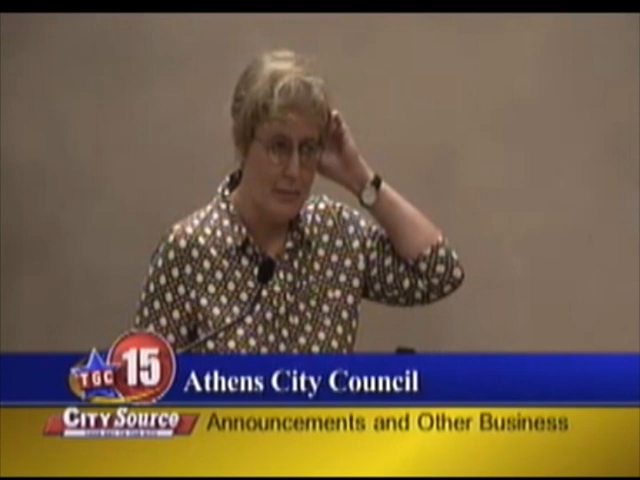 TGC 15
Athens City Council
CITY SOURCE
Announcements and Other Business